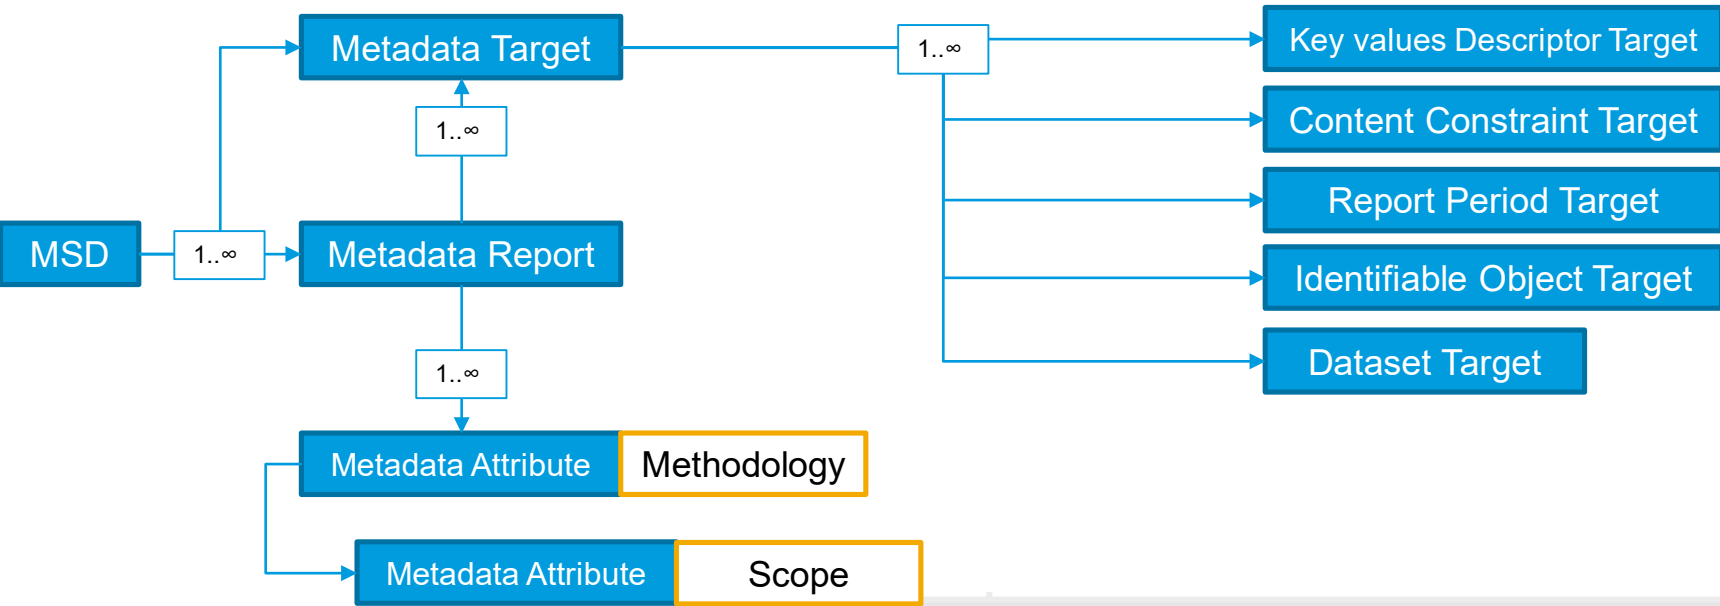 Metadata Target
1..∞
Key values Descriptor Target
Content Constraint Target
1..∞
Report Period Target
MSD
1..∞
Metadata Report
Identifiable Object Target
Dataset Target
1..∞
Metadata Attribute Methodology
Metadata Attribute Scope